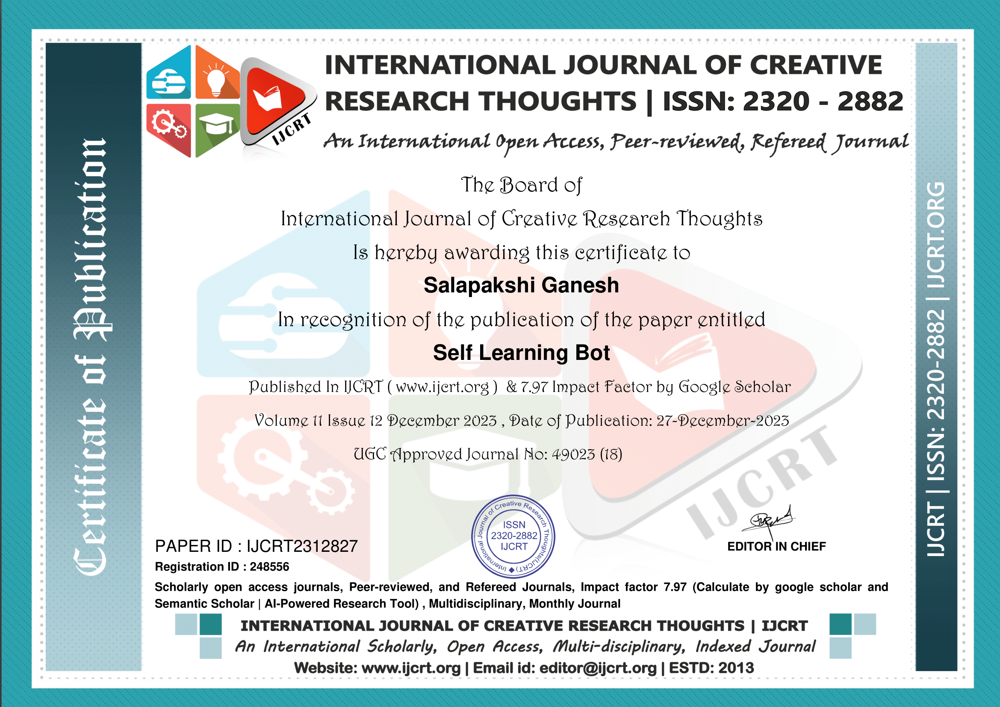 Certificate of Publication
IJCRT
INTERNATIONAL JOURNAL OF CREATIVE
RESEARCH THOUGHTS | ISSN: 2320 - 2882
An International Open Access, Peer-reviewed, Refereed Journal
The Board of
International Journal of Creative Research Thoughts
Is hereby awarding this certificate to
Salapakshi Ganesh
In recognition of the publication of the paper entitled
Self Learning Bot
Published In IJCRT ( www.ijcrt.org ) & 7.97 Impact Factor by Google Scholar
Volume 11 Issue 12 December 2023 , Date of Publication: 27-December-2023
UGC Approved Journal No: 49023 (18)
IJCRT
International Journal of Creative Research Thoughts(IJCRT)
ISSN
2320-2882
IJCRT
PAPER ID : IJCRT2312827
EDITOR IN CHIEF
Registration ID : 248556
Scholarly open access journals, Peer-reviewed, and Refereed Journals, Impact factor 7.97 (Calculate by google scholar and
Semantic Scholar | AI-Powered Research Tool) , Multidisciplinary, Monthly Journal
INTERNATIONAL JOURNAL OF CREATIVE RESEARCH THOUGHTS | IJCRT
An International Scholarly, Open Access, Multi-disciplinary, Indexed Journal
Website: www.ijcrt.org | Email id: editor@ijcrt.org | ESTD: 2013
IJCRT | ISSN: 2320-2882 | IJCRT.ORG